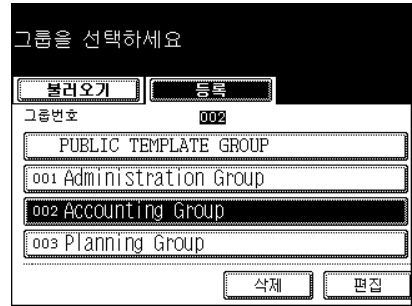 그룹을 선택하세요
불러오기 등록
그룹번호 002
PUBLIC TEMPLATE GROUP
001 Administration Group
002 Accounting Group
003 Planning Group
삭제 편집